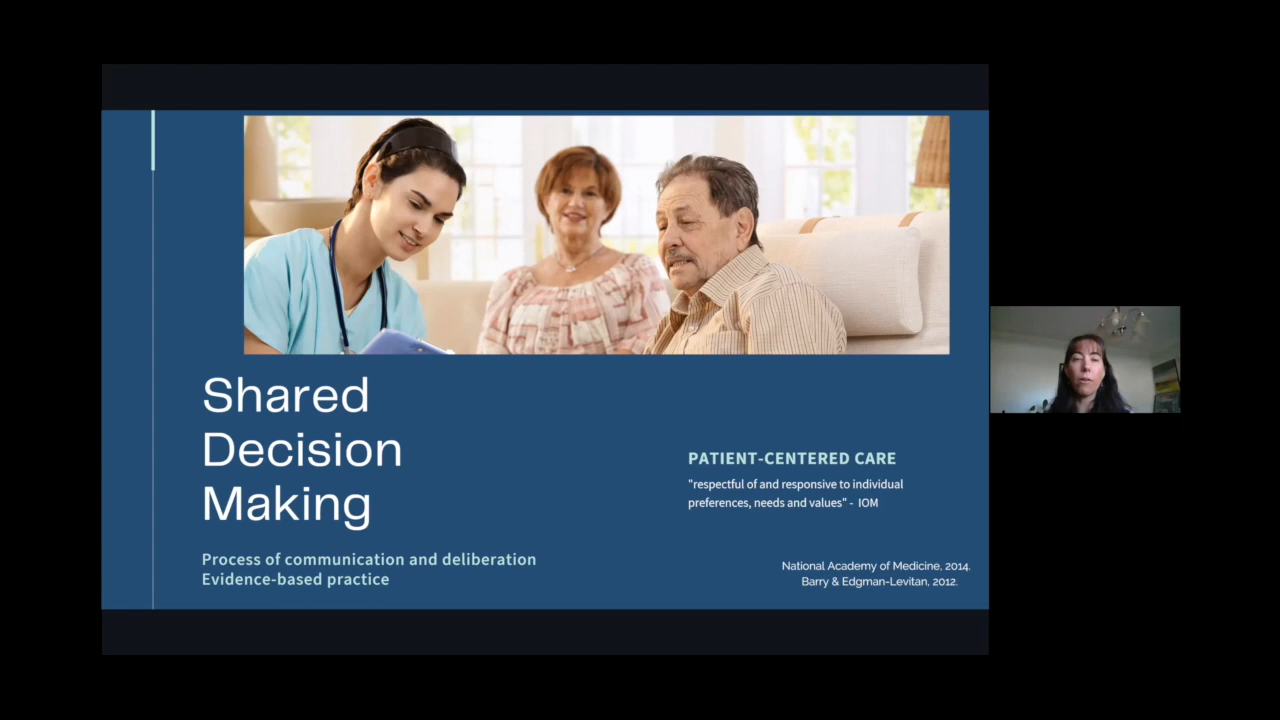 Shared
Decision
Making
Process of communication and deliberation
Evidence-based practice
PATIENT-CENTERED CARE
"respectful of and responsive to individual
preferences, needs and values" - IOM
National Academy of Medicine, 2014.
Barry & Edgman-Levitan, 2012.